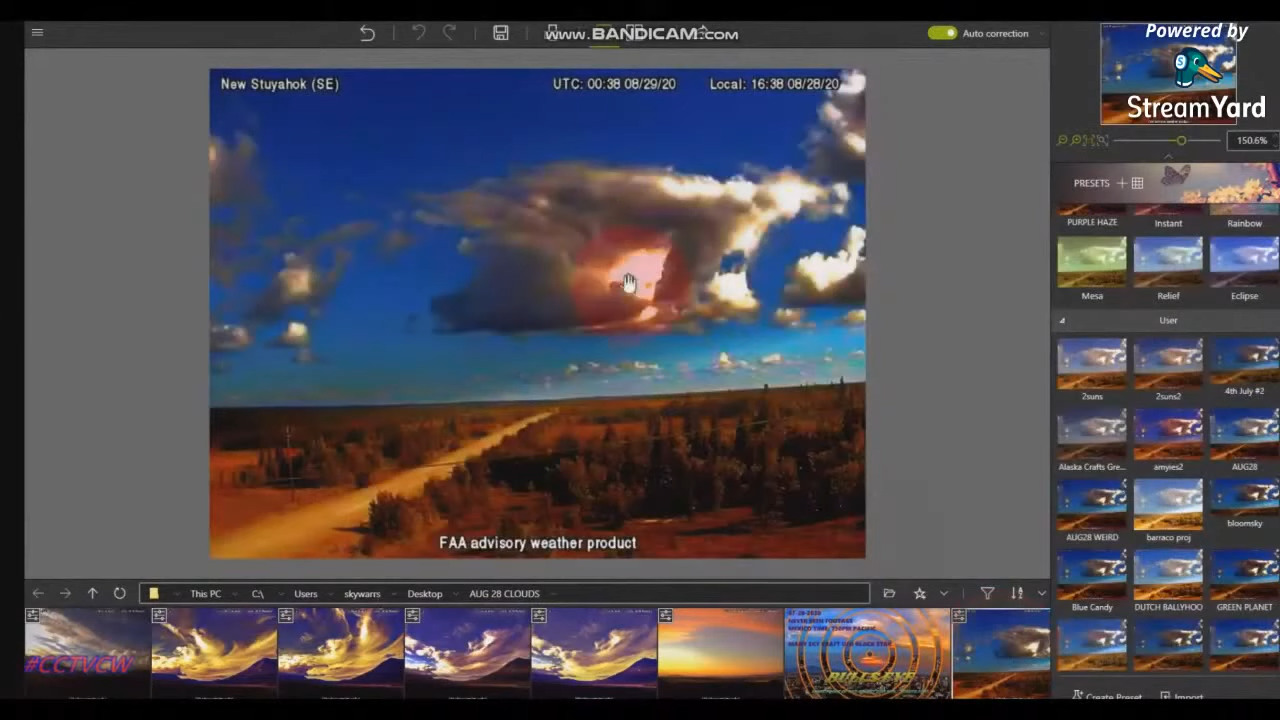 www.BANDICAM.com
Auto correction
Powered by
StreamYard
New Stuyahok (SE)
UTC: 00:38 08/29/20
Local: 16:38 08/28/20
150.6%
PRESETS
PURPLE HAZE
Instant
Rainbow
Mesa
Relief
Eclipse
User
2suns
2suns2
4th July #2
Alaska Crafts Gre...
amyies2
AUG28
AUG28 WEIRD
barraco proj
bloomsky
Blue Candy
DUTCH BALLYHOO
GREEN PLANET
FAA advisory weather product
This PC
C:\
Users
skywarrs
Desktop
AUG 28 CLOUDS
#CCTVCW
BULLS EYE
Create Preset
Import